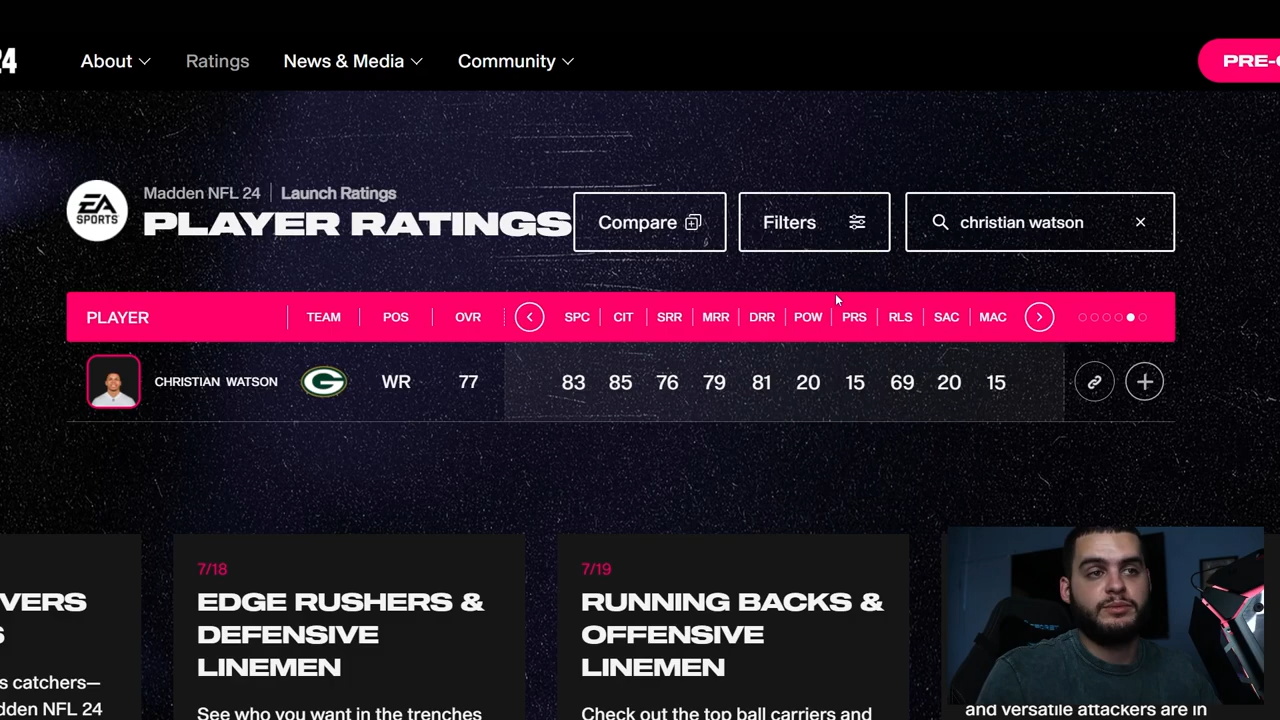 24
About
Ratings
News & Media
Community
PRE-
EA
SPORTS
Madden NFL 24 | Launch Ratings
PLAYER RATINGS
Compare
Filters
christian watson
PLAYER TEAM POS OVR SPC CIT SRR MRR DRR POW PRS RLS SAC MAC
CHRISTIAN WATSON G WR 77 83 85 76 79 81 20 15 69 20 15
VERS
S
s catchers—
dden NFL 24
7/18
EDGE RUSHERS &
DEFENSIVE
LINEMEN
See who you want in the trenches
7/19
RUNNING BACKS &
OFFENSIVE
LINEMEN
Check out the top ball carriers and
and versatile attackers are in